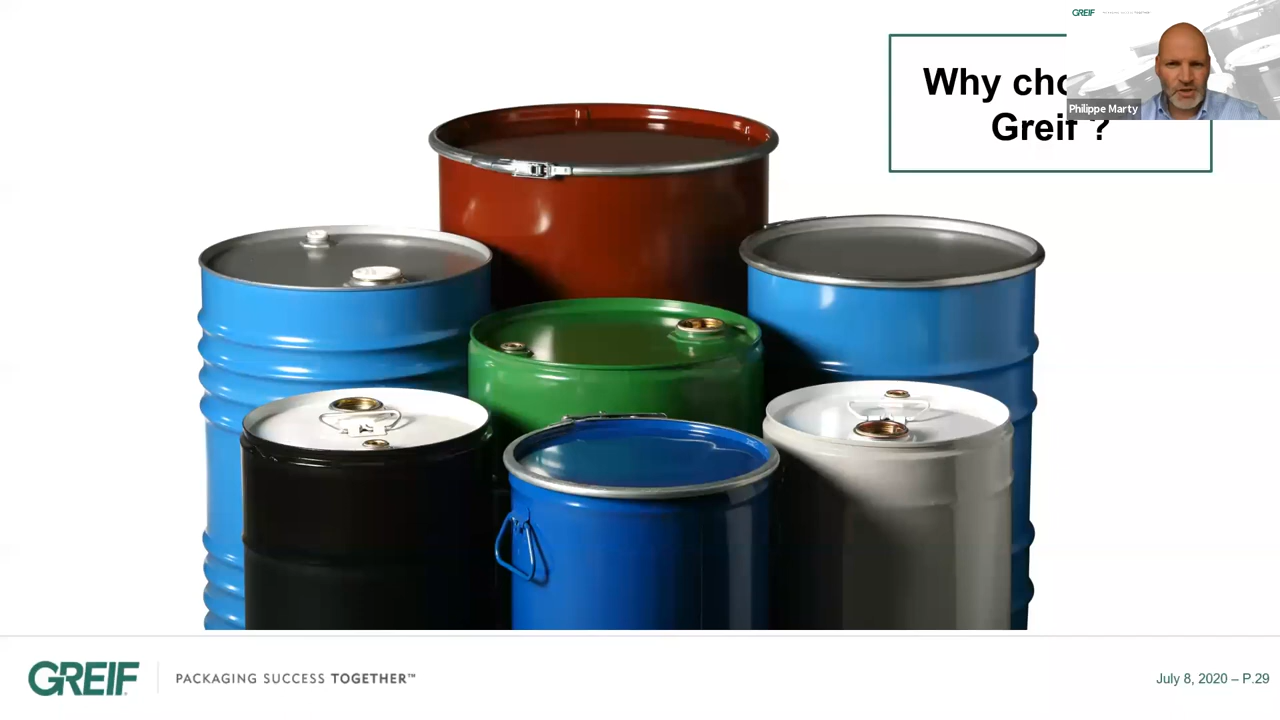 GREIF
Why cho
Greif ?
Philippe Marty
GREIF
PACKAGING SUCCESS TOGETHER™
July 8, 2020 – P.29